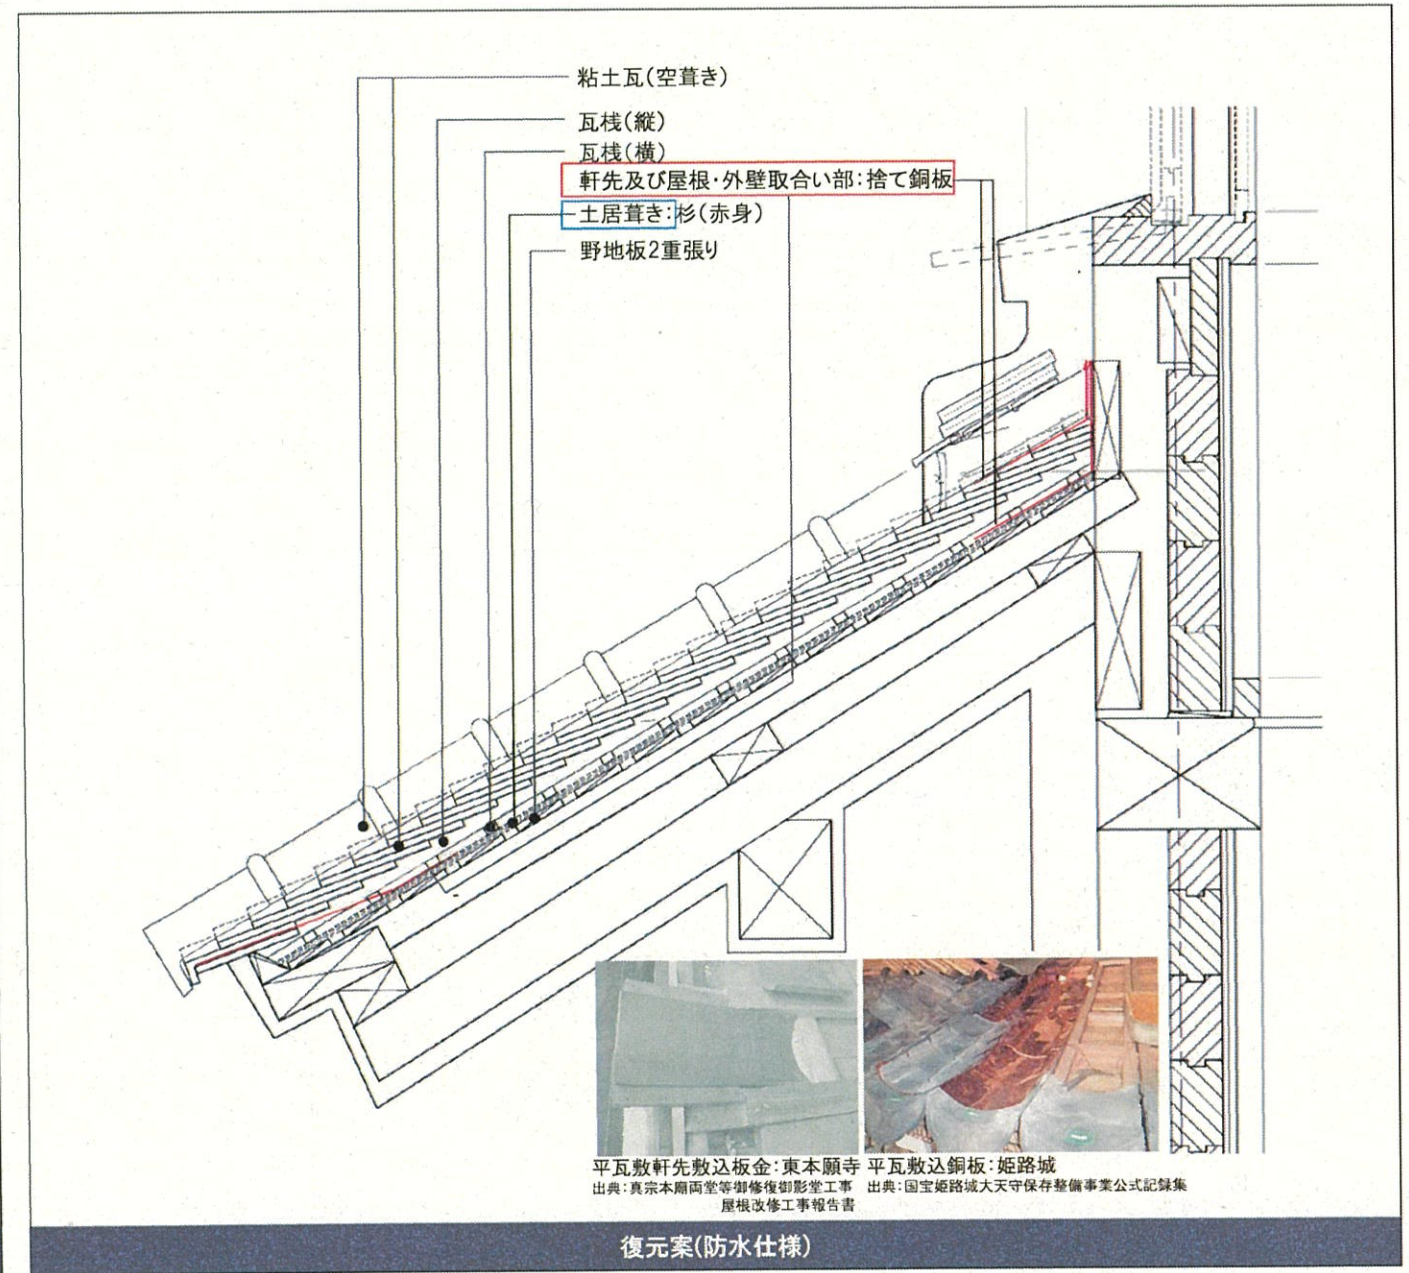 粘土瓦(空葺き)
瓦桟(縦)
瓦桟(横)
軒先及び屋根・外壁取合い部:捨て銅板
土居葺き:杉(赤身)
野地板2重張り
平瓦敷軒先敷込板金:東本願寺
出典:真宗本廟両堂等御修復御影堂工事
屋根改修工事報告書
平瓦敷込銅板:姫路城
出典:国宝姫路城大天守保存整備事業公式記録集
復元案(防水仕様)